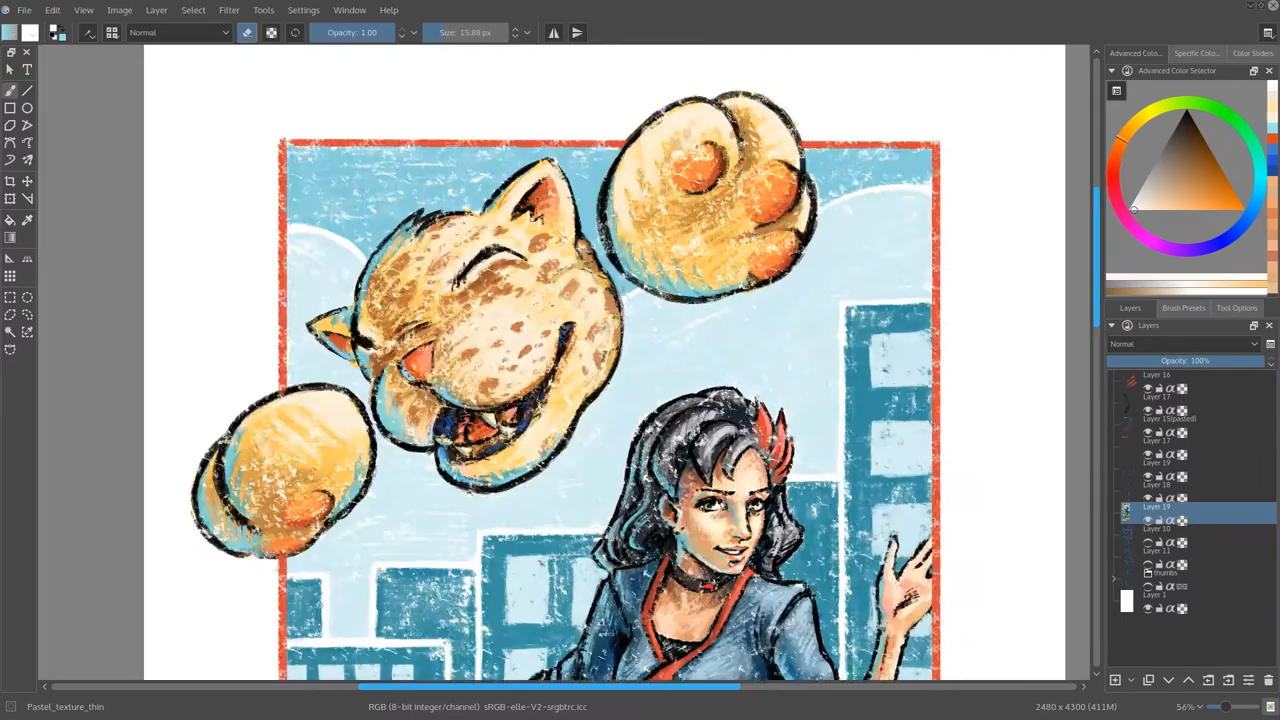 File Edit View Image Layer Select Filter Tools Settings Window Help
Normal Opacity: 1.00 Size: 15.88 px
Advanced Colo... Specific Colo... Color Sliders
Advanced Color Selector
Layers Brush Presets Tool Options
Layers
Normal
Opacity: 100%
Layer 16
Layer 17
Layer 15(pasted)
Layer 17
Layer 19
Layer 18
Layer 19
Layer 10
Layer 11
thumbs
Layer 1
Pastel_texture_thin RGB (8-bit integer/channel) sRGB-elle-V2-srgbtrc.icc 2480 x 4300 (411M) 56%